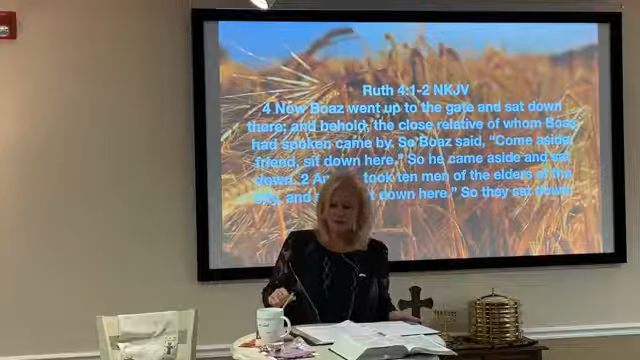 Ruth 4:1-2 NKJV
4 Now Boaz went up to the gate and sat down
there; and behold, the close relative of whom Boaz
had spoken came by. So Boaz said, "Come aside
friend, sit down here." So he came aside and sat
down. 2 And took ten men of the elders of the
city, and down here." So they sat down